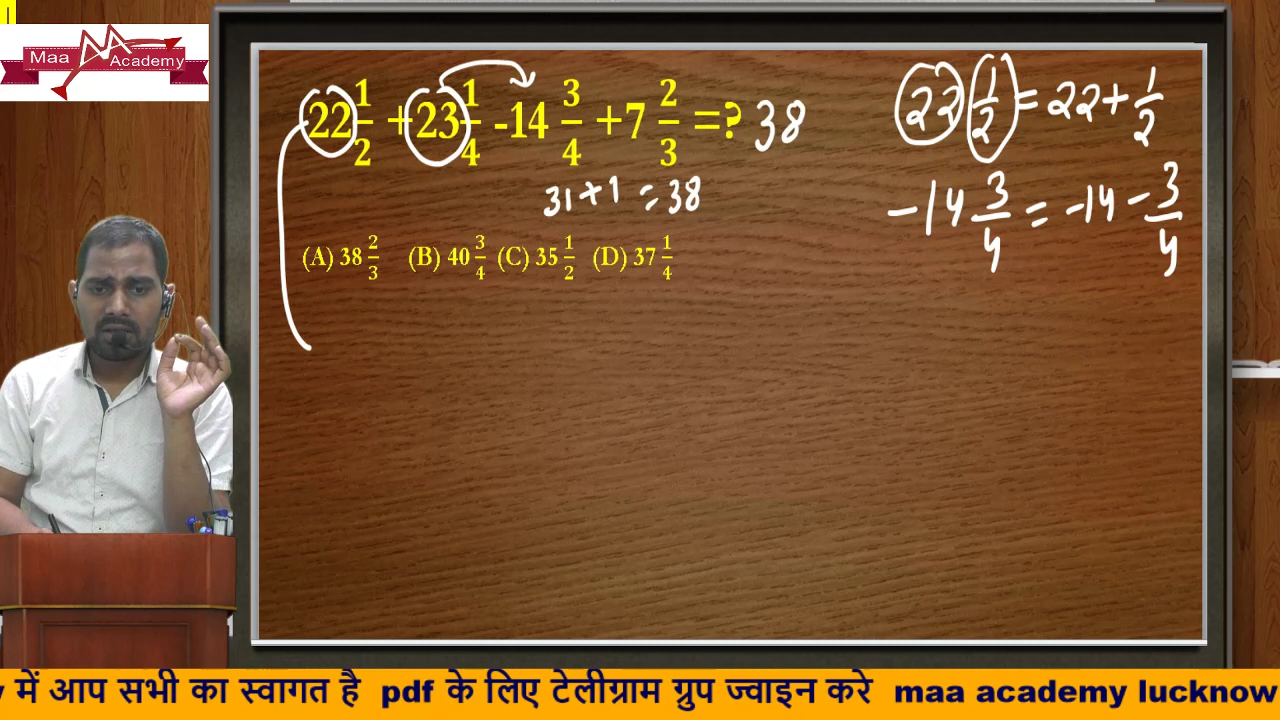 Maa Academy
22 1/2 + 23 1/4 - 14 3/4 + 7 2/3 = ? 38
31 + 1 = 38
(A) 38 2/3 (B) 40 3/4 (C) 35 1/2 (D) 37 1/4
22 1/2 = 22 + 1/2
- 14 3/4 = - 14 - 3/4
में आप सभी का स्वागत है pdf के लिए टेलीग्राम ग्रुप ज्वाइन करे maa academy lucknow